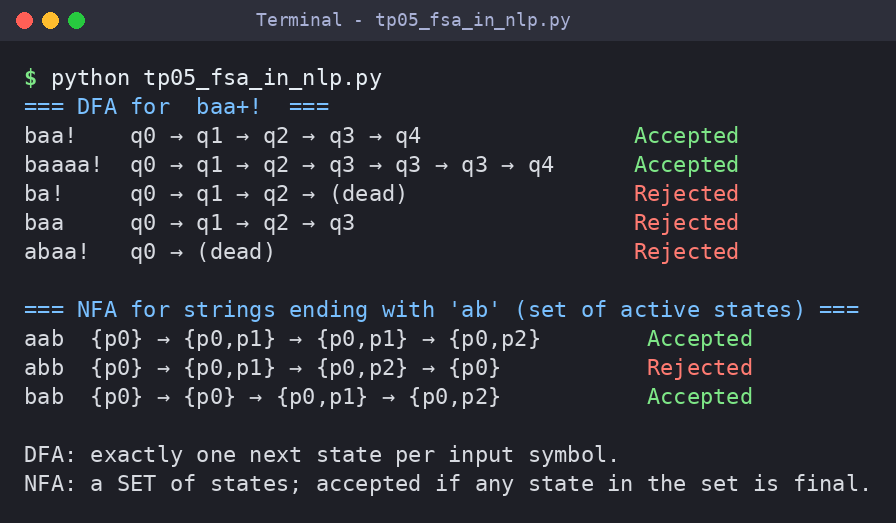 Terminal - tp05_fsa_in_nlp.py
$ python tp05_fsa_in_nlp.py
=== DFA for  baa+!  ===
baa!    q0 → q1 → q2 → q3 → q4                Accepted
baaaa!  q0 → q1 → q2 → q3 → q3 → q3 → q4      Accepted
ba!     q0 → q1 → q2 → (dead)                 Rejected
baa     q0 → q1 → q2 → q3                     Rejected
abaa!   q0 → (dead)                           Rejected
=== NFA for strings ending with 'ab' (set of active states) ===
aab  {p0} → {p0,p1} → {p0,p1} → {p0,p2}        Accepted
abb  {p0} → {p0,p1} → {p0,p2} → {p0}           Rejected
bab  {p0} → {p0} → {p0,p1} → {p0,p2}           Accepted
DFA: exactly one next state per input symbol.
NFA: a SET of states; accepted if any state in the set is final.